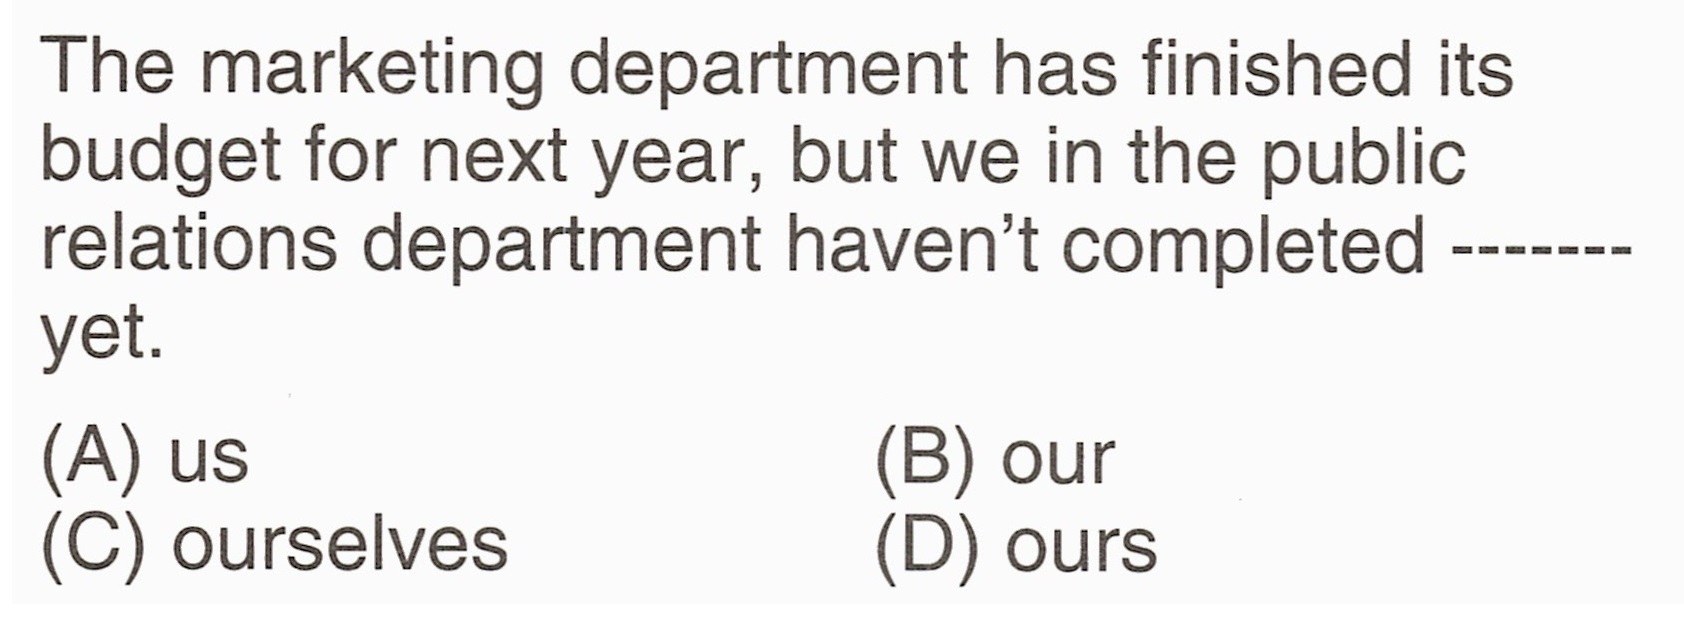 The marketing department has finished its
budget for next year, but we in the public
relations department haven’t completed -------
yet.
(A) us (B) our
(C) ourselves (D) ours